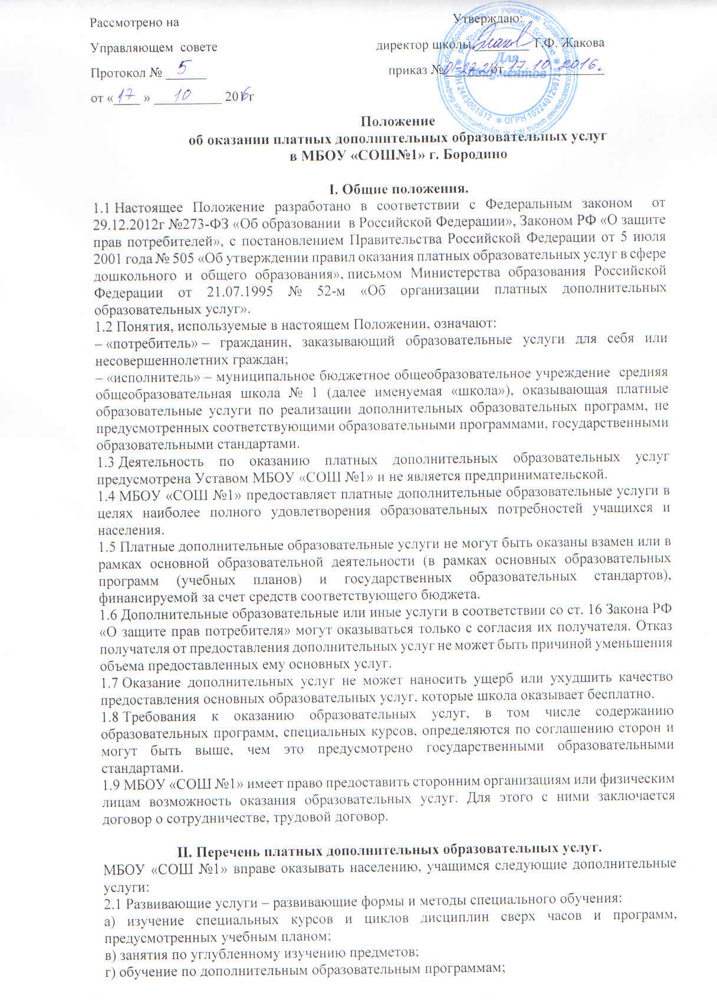 Рассмотрено на
Утверждаю:
Управляющем совете
директор школы Т.Ф. Жакова
Протокол № 5
приказ № от 17.10.2016г.
от «17» 10 2016г
Для
документов
ИНН 2445001612 * ОГРН 1022401296720 *
Положение
об оказании платных дополнительных образовательных услуг
в МБОУ «СОШ№1» г. Бородино
I. Общие положения.
1.1 Настоящее Положение разработано в соответствии с Федеральным законом от
29.12.2012г №273-ФЗ «Об образовании в Российской Федерации», Законом РФ «О защите
прав потребителей», с постановлением Правительства Российской Федерации от 5 июля
2001 года № 505 «Об утверждении правил оказания платных образовательных услуг в сфере
дошкольного и общего образования», письмом Министерства образования Российской
Федерации от 21.07.1995 № 52-м «Об организации платных дополнительных
образовательных услуг».
1.2 Понятия, используемые в настоящем Положении, означают:
– «потребитель» – гражданин, заказывающий образовательные услуги для себя или
несовершеннолетних граждан;
– «исполнитель» – муниципальное бюджетное общеобразовательное учреждение средняя
общеобразовательная школа № 1 (далее именуемая «школа»), оказывающая платные
образовательные услуги по реализации дополнительных образовательных программ, не
предусмотренных соответствующими образовательными программами, государственными
образовательными стандартами.
1.3 Деятельность по оказанию платных дополнительных образовательных услуг
предусмотрена Уставом МБОУ «СОШ №1» и не является предпринимательской.
1.4 МБОУ «СОШ №1» предоставляет платные дополнительные образовательные услуги в
целях наиболее полного удовлетворения образовательных потребностей учащихся и
населения.
1.5 Платные дополнительные образовательные услуги не могут быть оказаны взамен или в
рамках основной образовательной деятельности (в рамках основных образовательных
программ (учебных планов) и государственных образовательных стандартов),
финансируемой за счет средств соответствующего бюджета.
1.6 Дополнительные образовательные или иные услуги в соответствии со ст. 16 Закона РФ
«О защите прав потребителя» могут оказываться только с согласия их получателя. Отказ
получателя от предоставления дополнительных услуг не может быть причиной уменьшения
объема предоставленных ему основных услуг.
1.7 Оказание дополнительных услуг не может наносить ущерб или ухудшить качество
предоставления основных образовательных услуг, которые школа оказывает бесплатно.
1.8 Требования к оказанию образовательных услуг, в том числе содержанию
образовательных программ, специальных курсов, определяются по соглашению сторон и
могут быть выше, чем это предусмотрено государственными образовательными
стандартами.
1.9 МБОУ «СОШ №1» имеет право предоставить сторонним организациям или физическим
лицам возможность оказания образовательных услуг. Для этого с ними заключается
договор о сотрудничестве, трудовой договор.
II. Перечень платных дополнительных образовательных услуг.
МБОУ «СОШ №1» вправе оказывать населению, учащимся следующие дополнительные
услуги:
2.1 Развивающие услуги – развивающие формы и методы специального обучения:
а) изучение специальных курсов и циклов дисциплин сверх часов и программ,
предусмотренных учебным планом;
в) занятия по углубленному изучению предметов;
г) обучение по дополнительным образовательным программам;